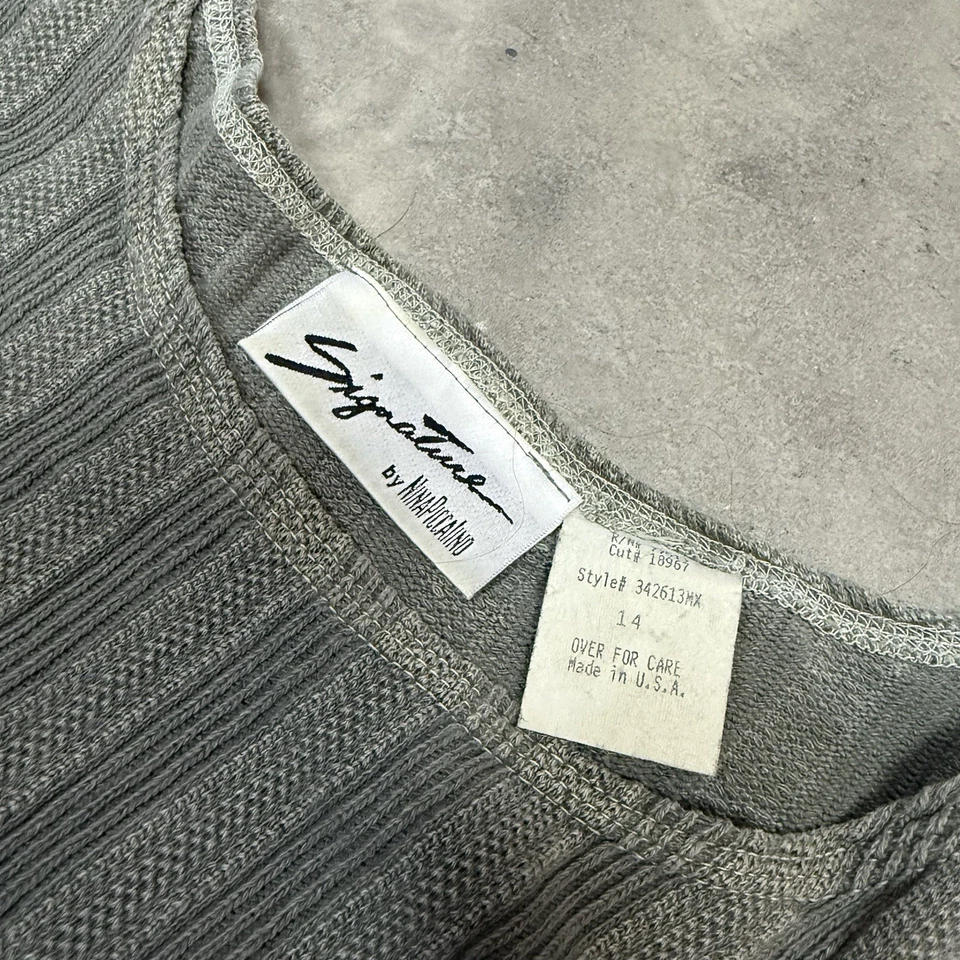 Signature
by NINAPICCALINO
Cut# 18967
Style# 342613MX
14
OVER FOR CARE
Made in U.S.A.